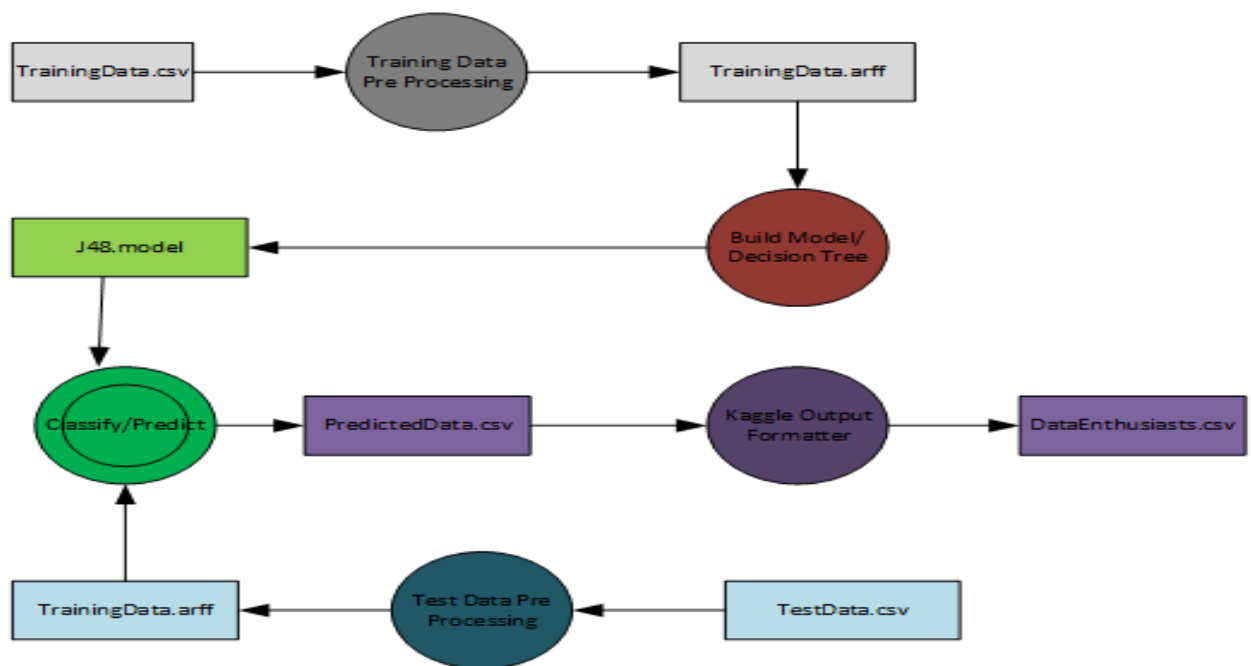 TrainingData.csv
Training Data
Pre Processing
TrainingData.arff
J48.model
Build Model/
Decision Tree
Classify/Predict
PredictedData.csv
Kaggle Output
Formatter
DataEnthusiasts.csv
TrainingData.arff
Test Data Pre
Processing
TestData.csv